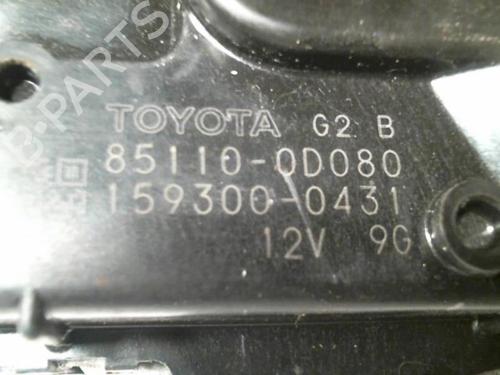 B-PARTS
TOYOTA G2 B
85110-0D080
159300-0431
12V 9G